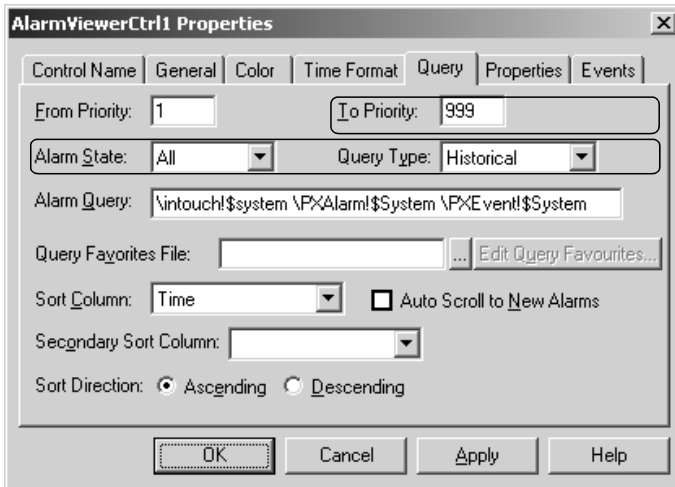 AlarmViewerCtrl1 Properties
Control Name General Color Time Format Query Properties Events
From Priority: 1 To Priority: 999
Alarm State: All Query Type: Historical
Alarm Query: \intouch!$system \PXAlarm!$System \PXEvent!$System
Query Favorites File: ... Edit Query Favourites...
Sort Column: Time Auto Scroll to New Alarms
Secondary Sort Column:
Sort Direction: Ascending Descending
OK Cancel Apply Help